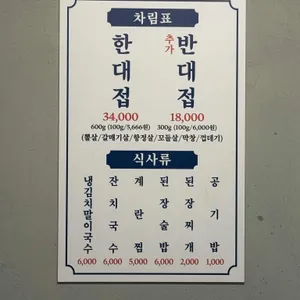 차림표
한대접
추가 반대접
34,000
18,000
600g (100g/5,666원)
300g (100g/6,000원)
(뽈살/갈매기살/항정살/꼬들살/막창/껍데기)
식사류
냉김치말이국수
잔치국수
계란찜
된장술밥
된장찌개
공기밥
6,000 6,000 5,000 6,000 2,000 1,000